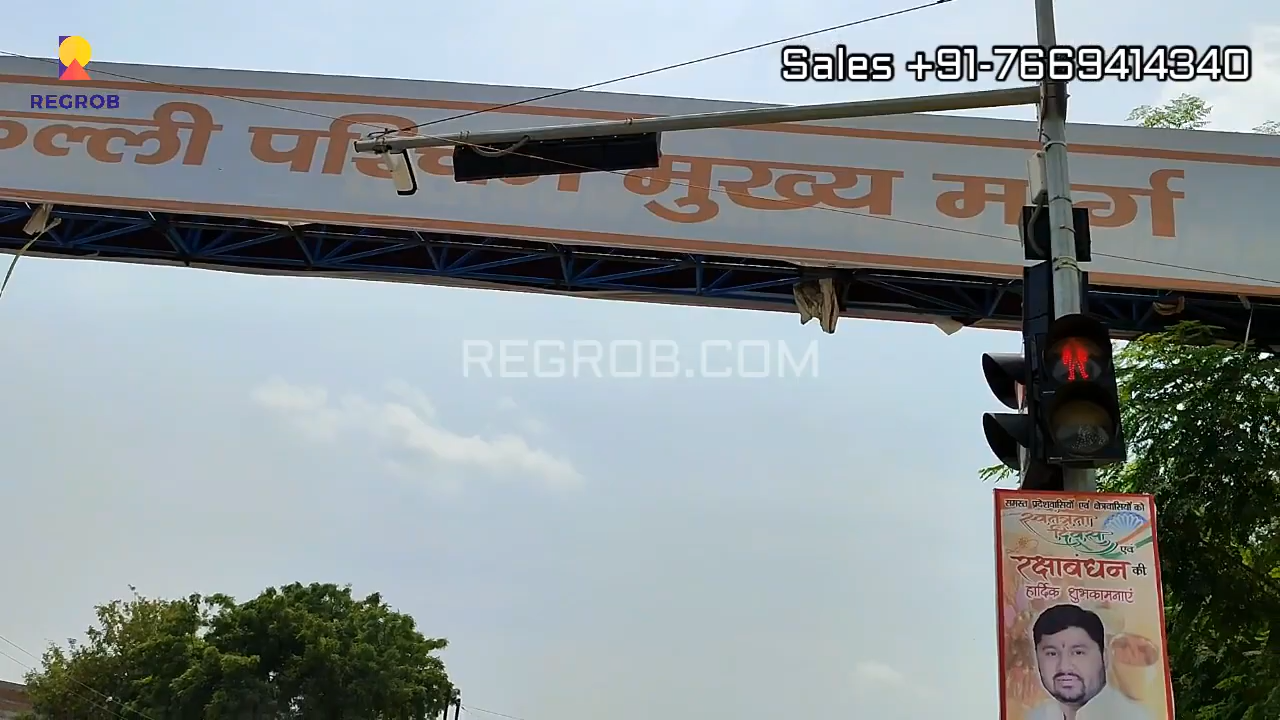 Sales +91-7669414340
REGROB
ल्ली पश्चिम मुख्य मार्ग
REGROB.COM
समस्त प्रदेशवासियों एवं क्षेत्रवासियों को
स्वतंत्रता
दिवस
एवं
रक्षाबंधन की
हार्दिक शुभकामनाएं